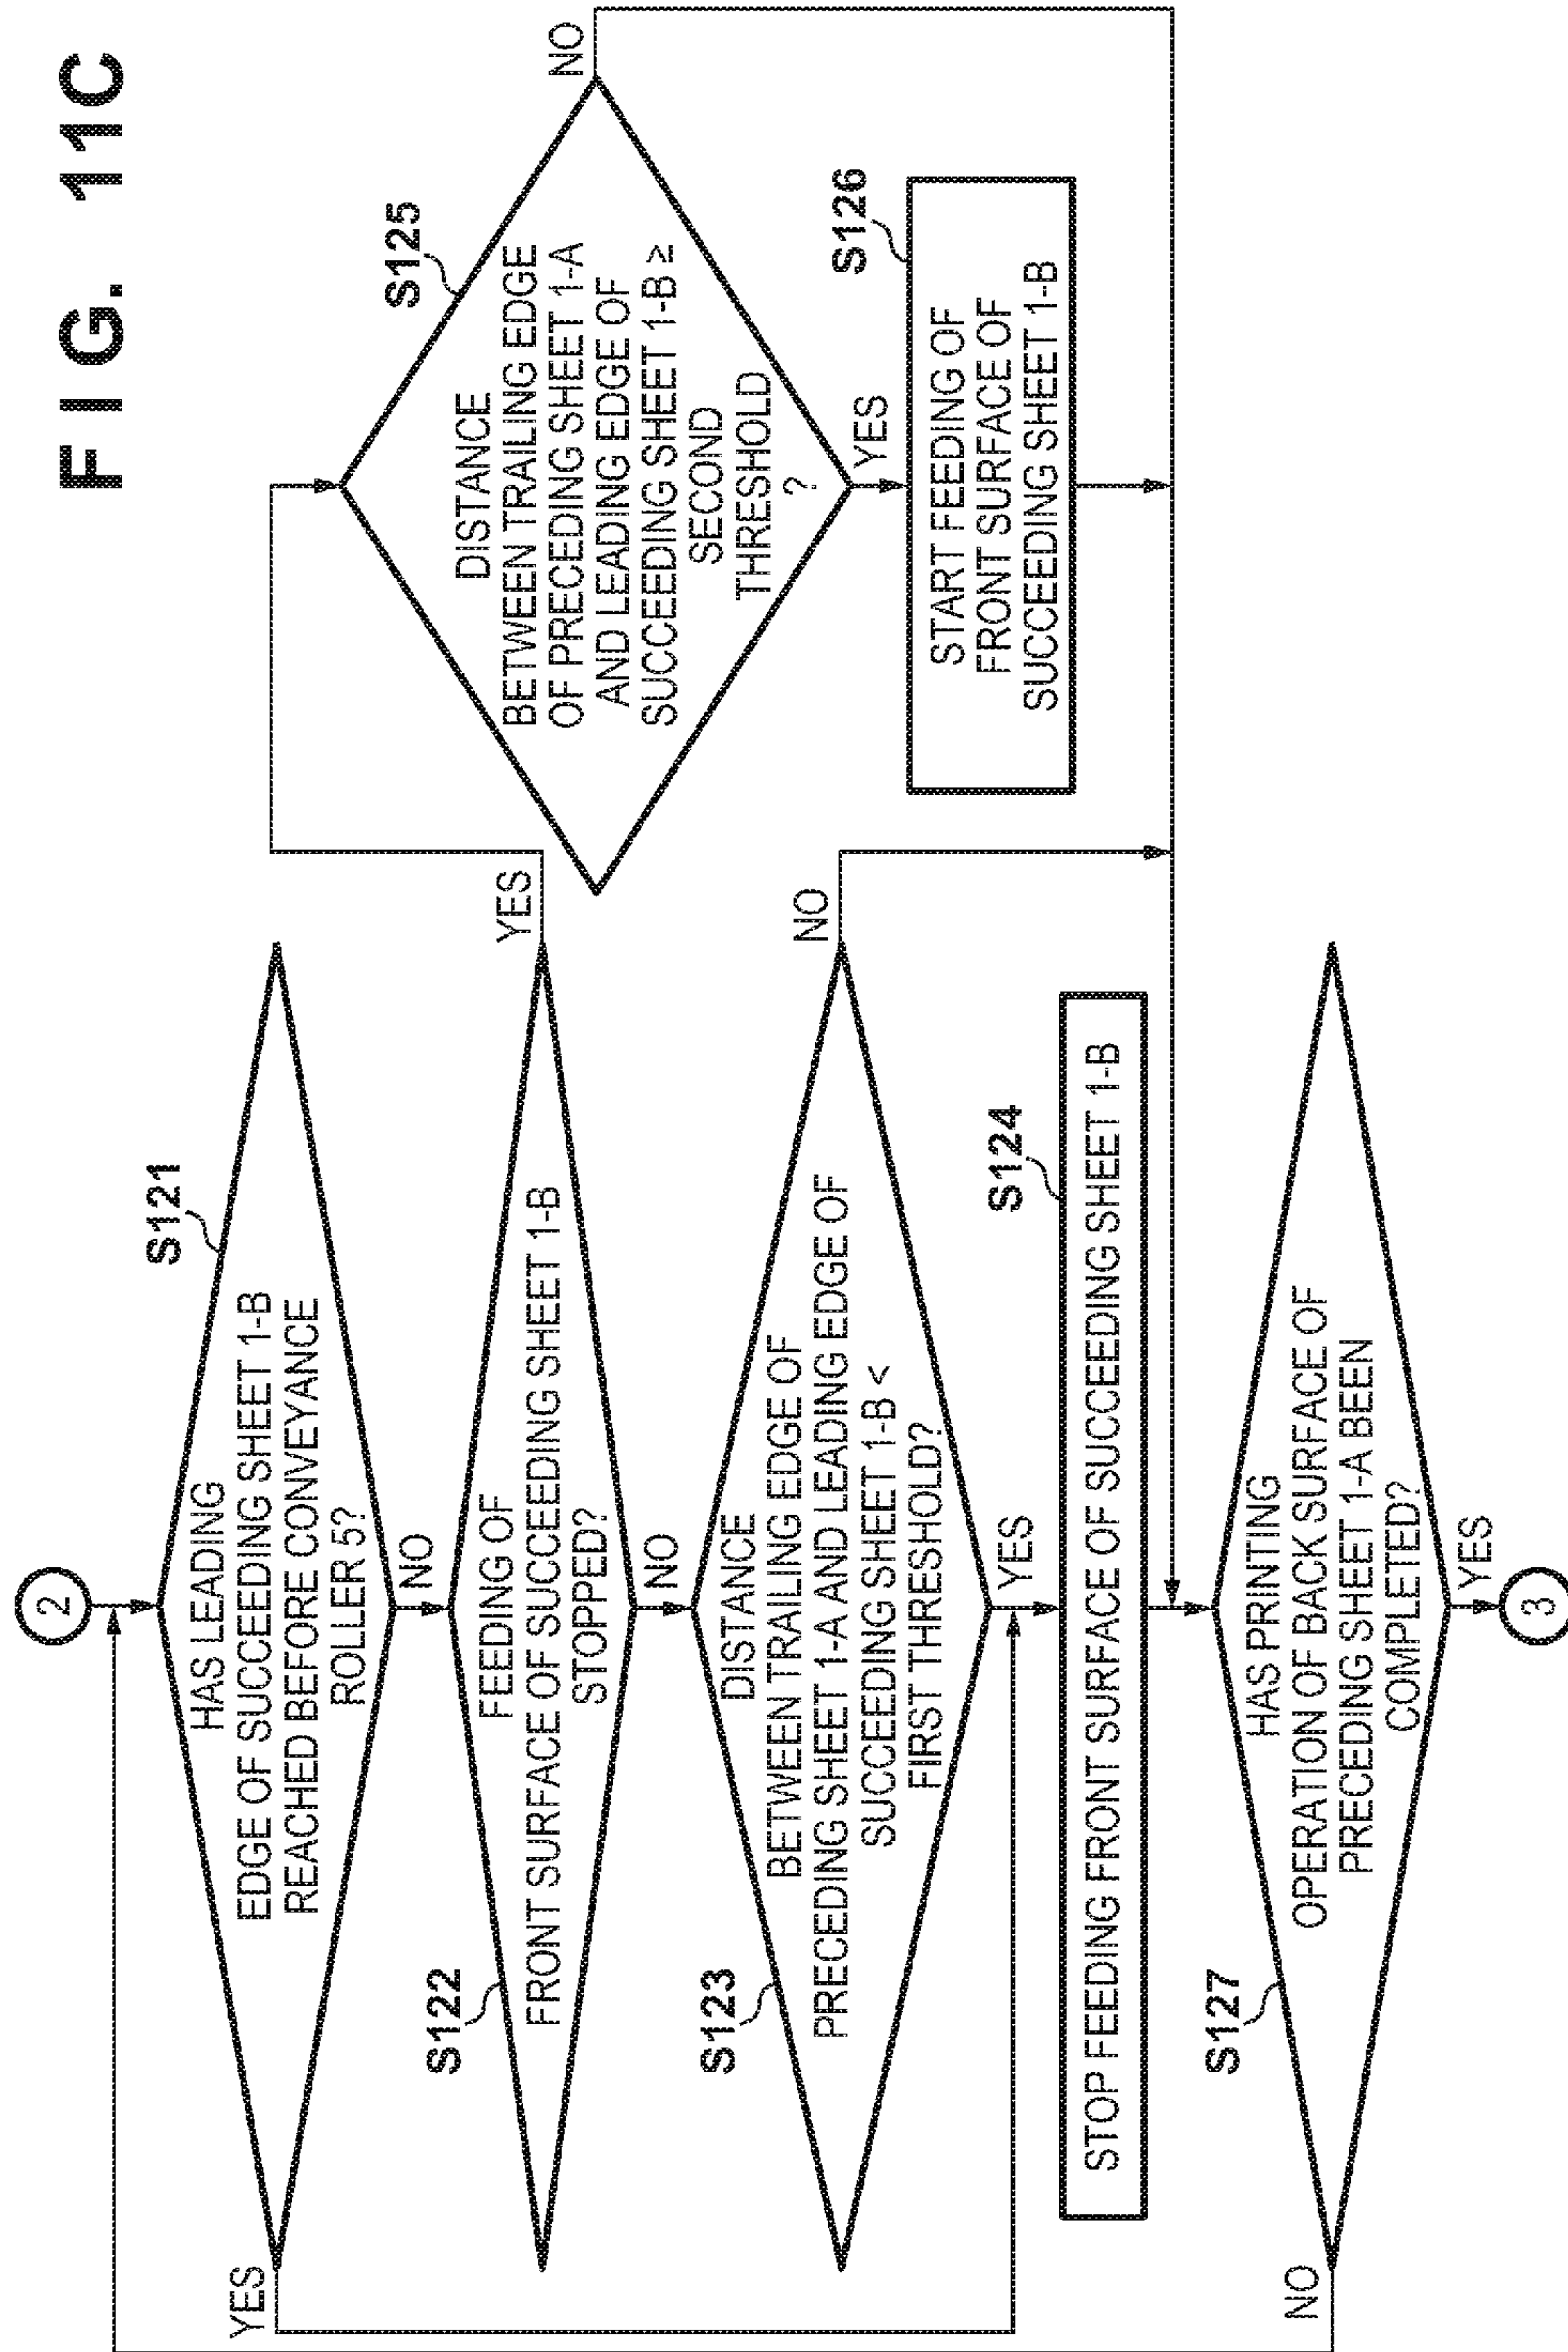 FIG. 11C
2
S121
HAS LEADING
EDGE OF SUCCEEDING SHEET 1-B
REACHED BEFORE CONVEYANCE
ROLLER 5?
YES
NO
S122
FEEDING OF
FRONT SURFACE OF SUCCEEDING SHEET 1-B
STOPPED?
YES
NO
S123
DISTANCE
BETWEEN TRAILING EDGE OF
PRECEDING SHEET 1-A AND LEADING EDGE OF
SUCCEEDING SHEET 1-B <
FIRST THRESHOLD?
NO
YES
S124
STOP FEEDING FRONT SURFACE OF SUCCEEDING SHEET 1-B
S125
DISTANCE
BETWEEN TRAILING EDGE
OF PRECEDING SHEET 1-A
AND LEADING EDGE OF
SUCCEEDING SHEET 1-B ≥
SECOND
THRESHOLD
?
NO
YES
S126
START FEEDING OF
FRONT SURFACE OF
SUCCEEDING SHEET 1-B
S127
HAS PRINTING
OPERATION OF BACK SURFACE OF
PRECEDING SHEET 1-A BEEN
COMPLETED?
NO
YES
3